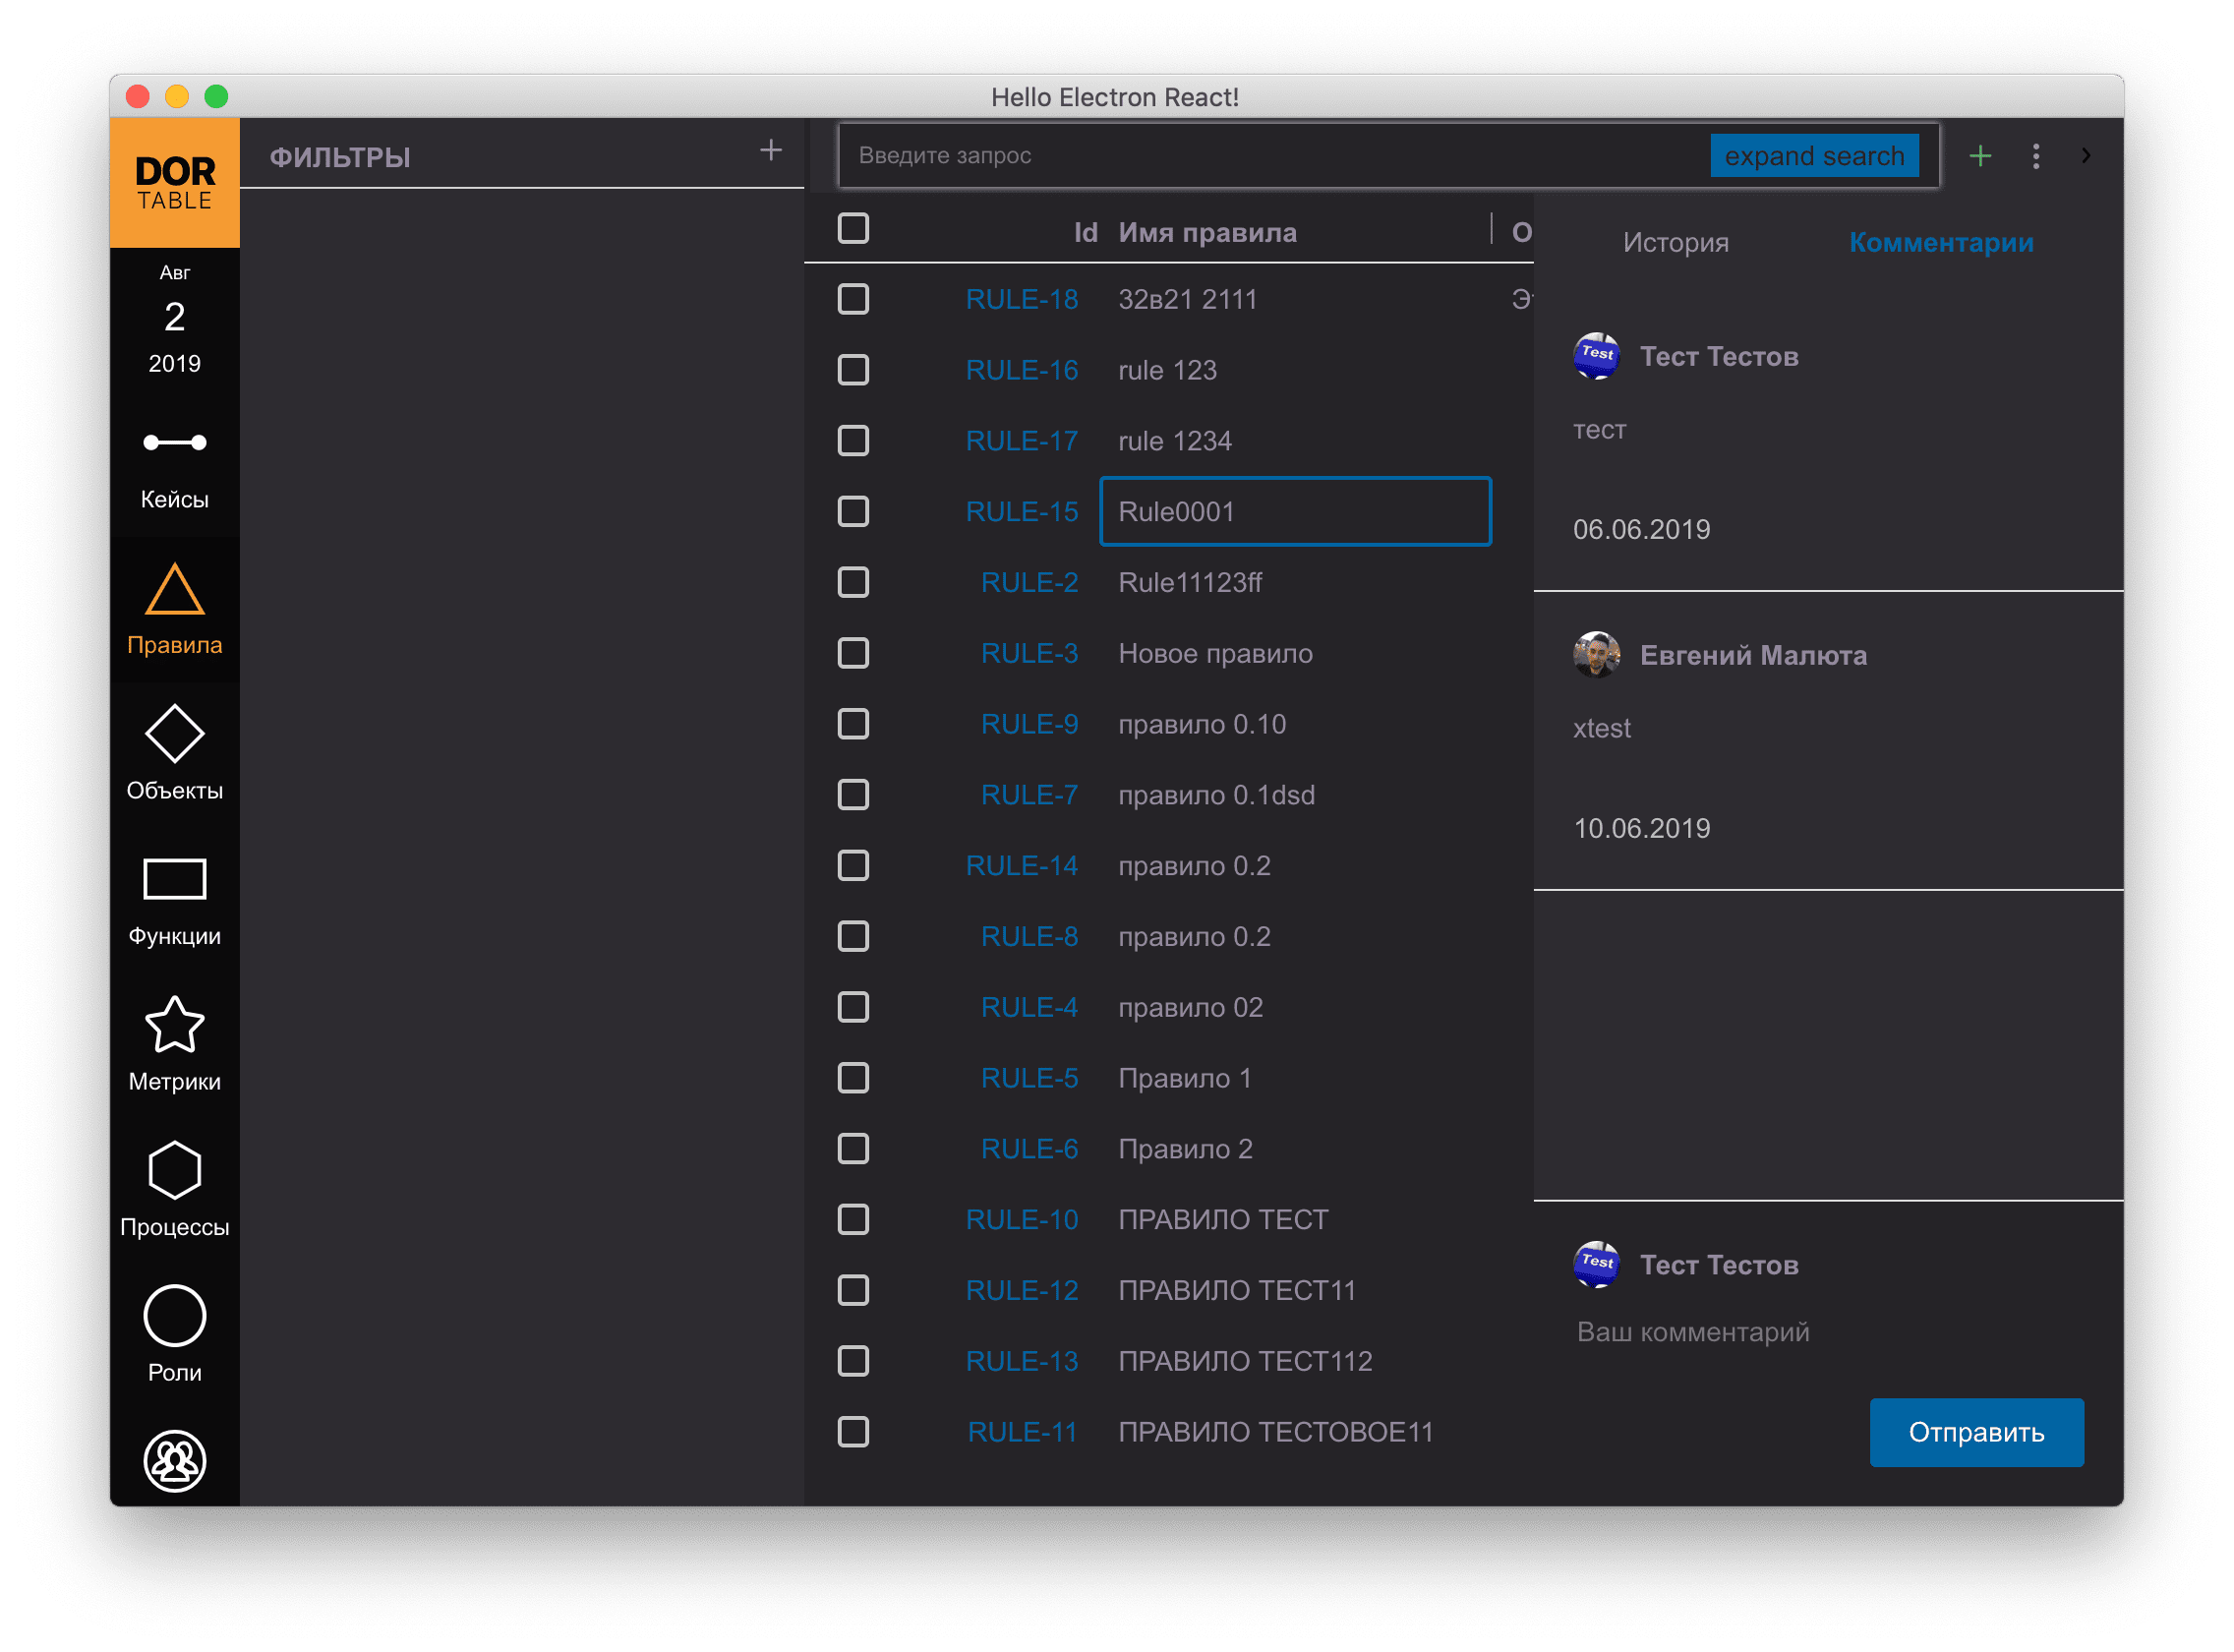 Hello Electron React!
DOR
TABLE
Авг
2
2019
Кейсы
Правила
Объекты
Функции
Метрики
Процессы
Роли
ФИЛЬТРЫ
Введите запрос
expand search
Id Имя правила
RULE-18 32в21 2111
RULE-16 rule 123
RULE-17 rule 1234
RULE-15 Rule0001
RULE-2 Rule11123ff
RULE-3 Новое правило
RULE-9 правило 0.10
RULE-7 правило 0.1dsd
RULE-14 правило 0.2
RULE-8 правило 0.2
RULE-4 правило 02
RULE-5 Правило 1
RULE-6 Правило 2
RULE-10 ПРАВИЛО ТЕСТ
RULE-12 ПРАВИЛО ТЕСТ11
RULE-13 ПРАВИЛО ТЕСТ112
RULE-11 ПРАВИЛО ТЕСТОВОЕ11
История Комментарии
Test
Тест Тестов
тест
06.06.2019
Евгений Малюта
xtest
10.06.2019
Test
Тест Тестов
Ваш комментарий
Отправить